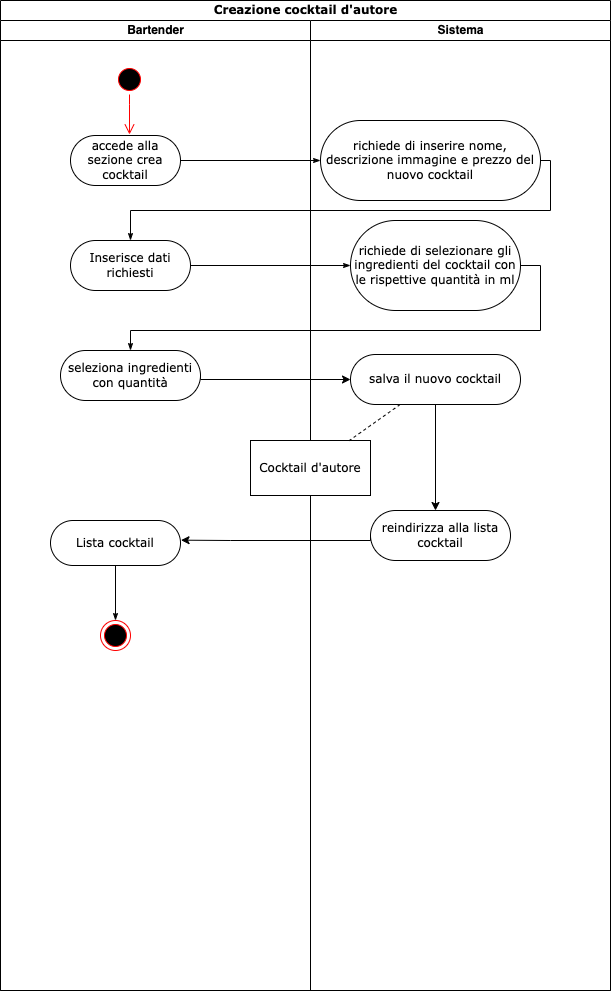 Creazione cocktail d'autore
Bartender
Sistema
accede alla
sezione crea
cocktail
richiede di inserire nome,
descrizione immagine e prezzo del
nuovo cocktail
Inserisce dati
richiesti
richiede di selezionare gli
ingredienti del cocktail con
le rispettive quantità in ml
seleziona ingredienti
con quantità
salva il nuovo cocktail
Cocktail d'autore
reindirizza alla lista
cocktail
Lista cocktail